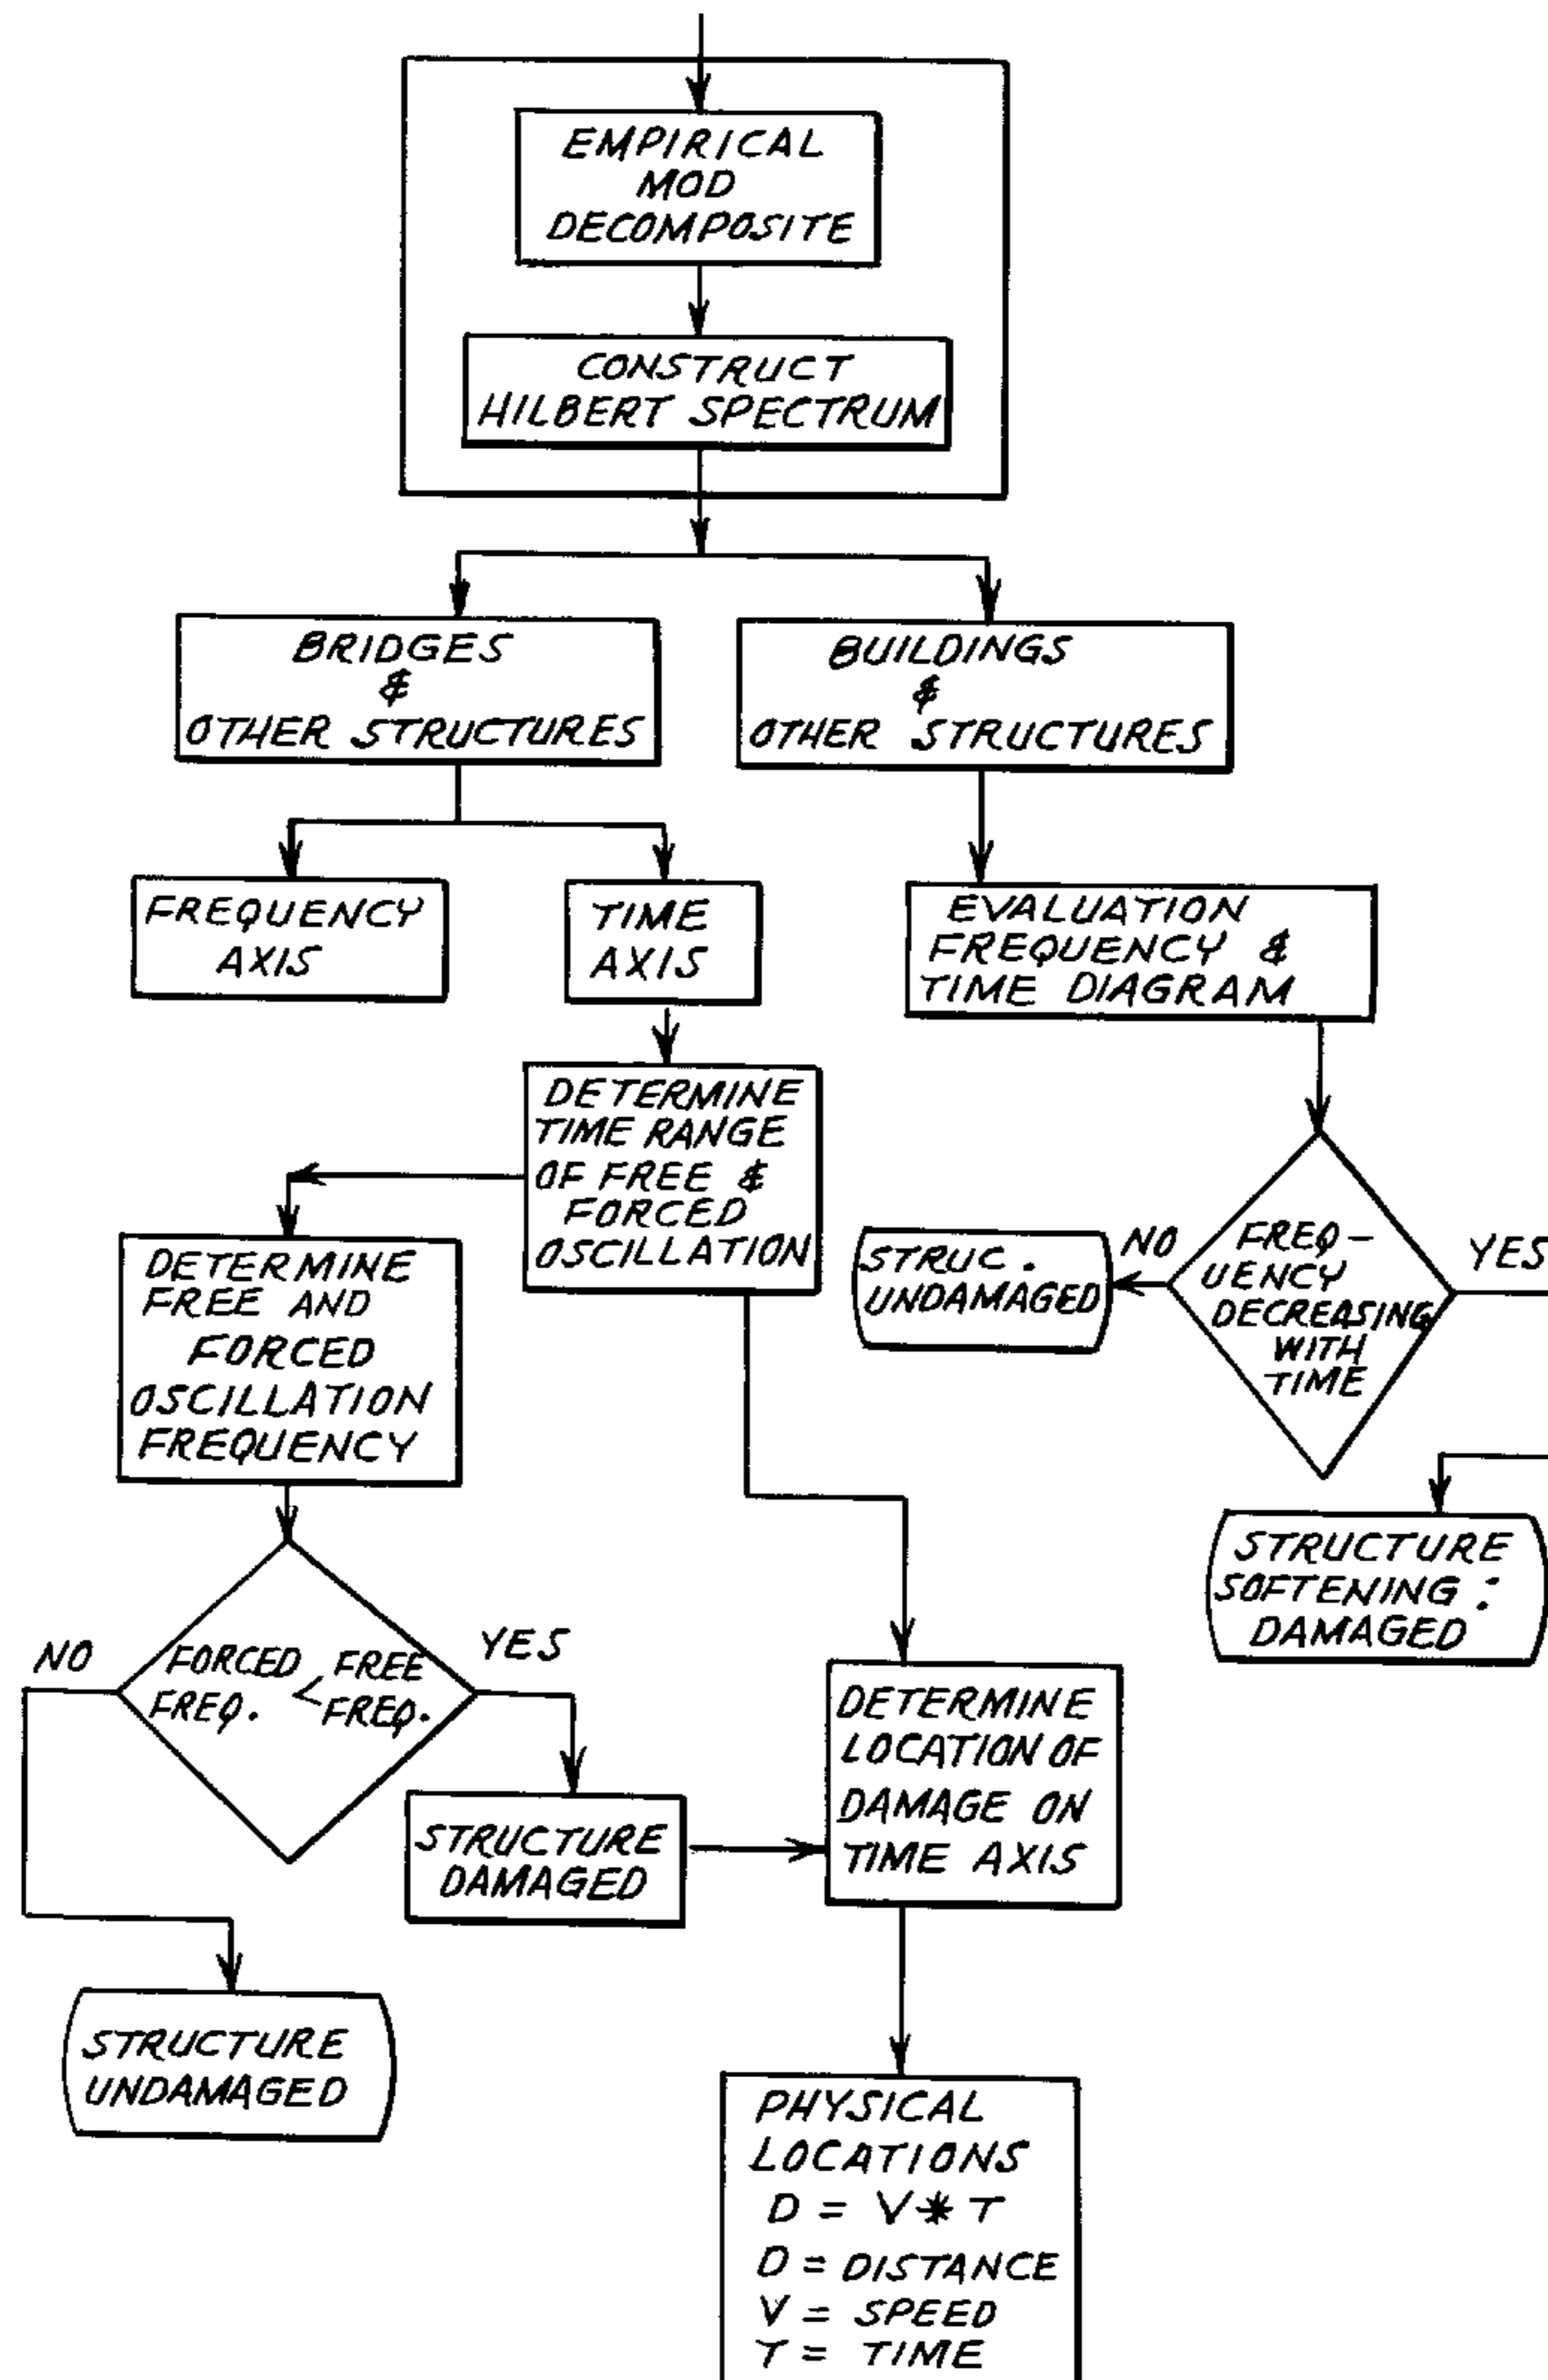 EMPIRICAL
MOD
DECOMPOSITE
CONSTRUCT
HILBERT SPECTRUM
BRIDGES
&
OTHER STRUCTURES
BUILDINGS
&
OTHER STRUCTURES
FREQUENCY
AXIS
TIME
AXIS
EVALUATION
FREQUENCY &
TIME DIAGRAM
DETERMINE
TIME RANGE
OF FREE &
FORCED
OSCILLATION
DETERMINE
FREE AND
FORCED
OSCILLATION
FREQUENCY
STRUC.
UNDAMAGED
NO
FREQ-
UENCY
DECREASING
WITH
TIME
YES
STRUCTURE
SOFTENING:
DAMAGED
NO
FORCED < FREE
FREQ. FREQ.
YES
STRUCTURE
DAMAGED
DETERMINE
LOCATION OF
DAMAGE ON
TIME AXIS
STRUCTURE
UNDAMAGED
PHYSICAL
LOCATIONS
D = V * T
D = DISTANCE
V = SPEED
T = TIME